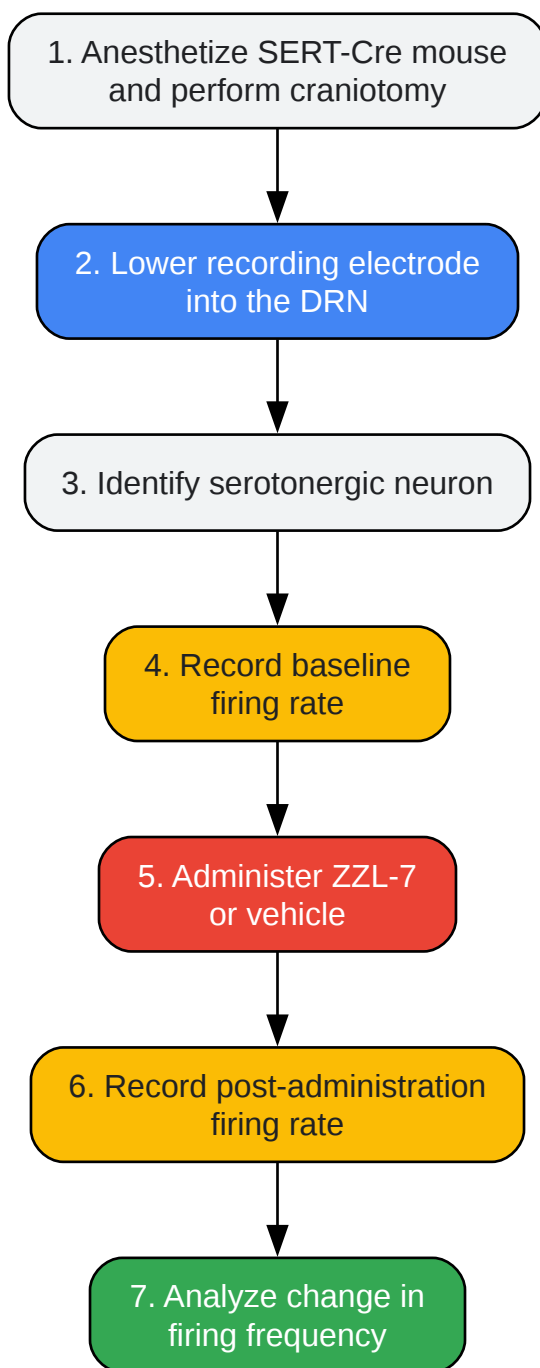 1. Anesthetize SERT-Cre mouse
and perform craniotomy
2. Lower recording electrode
into the DRN
3. Identify serotonergic neuron
4. Record baseline
firing rate
5. Administer ZZL-7
or vehicle
6. Record post-administration
firing rate
7. Analyze change in
firing frequency